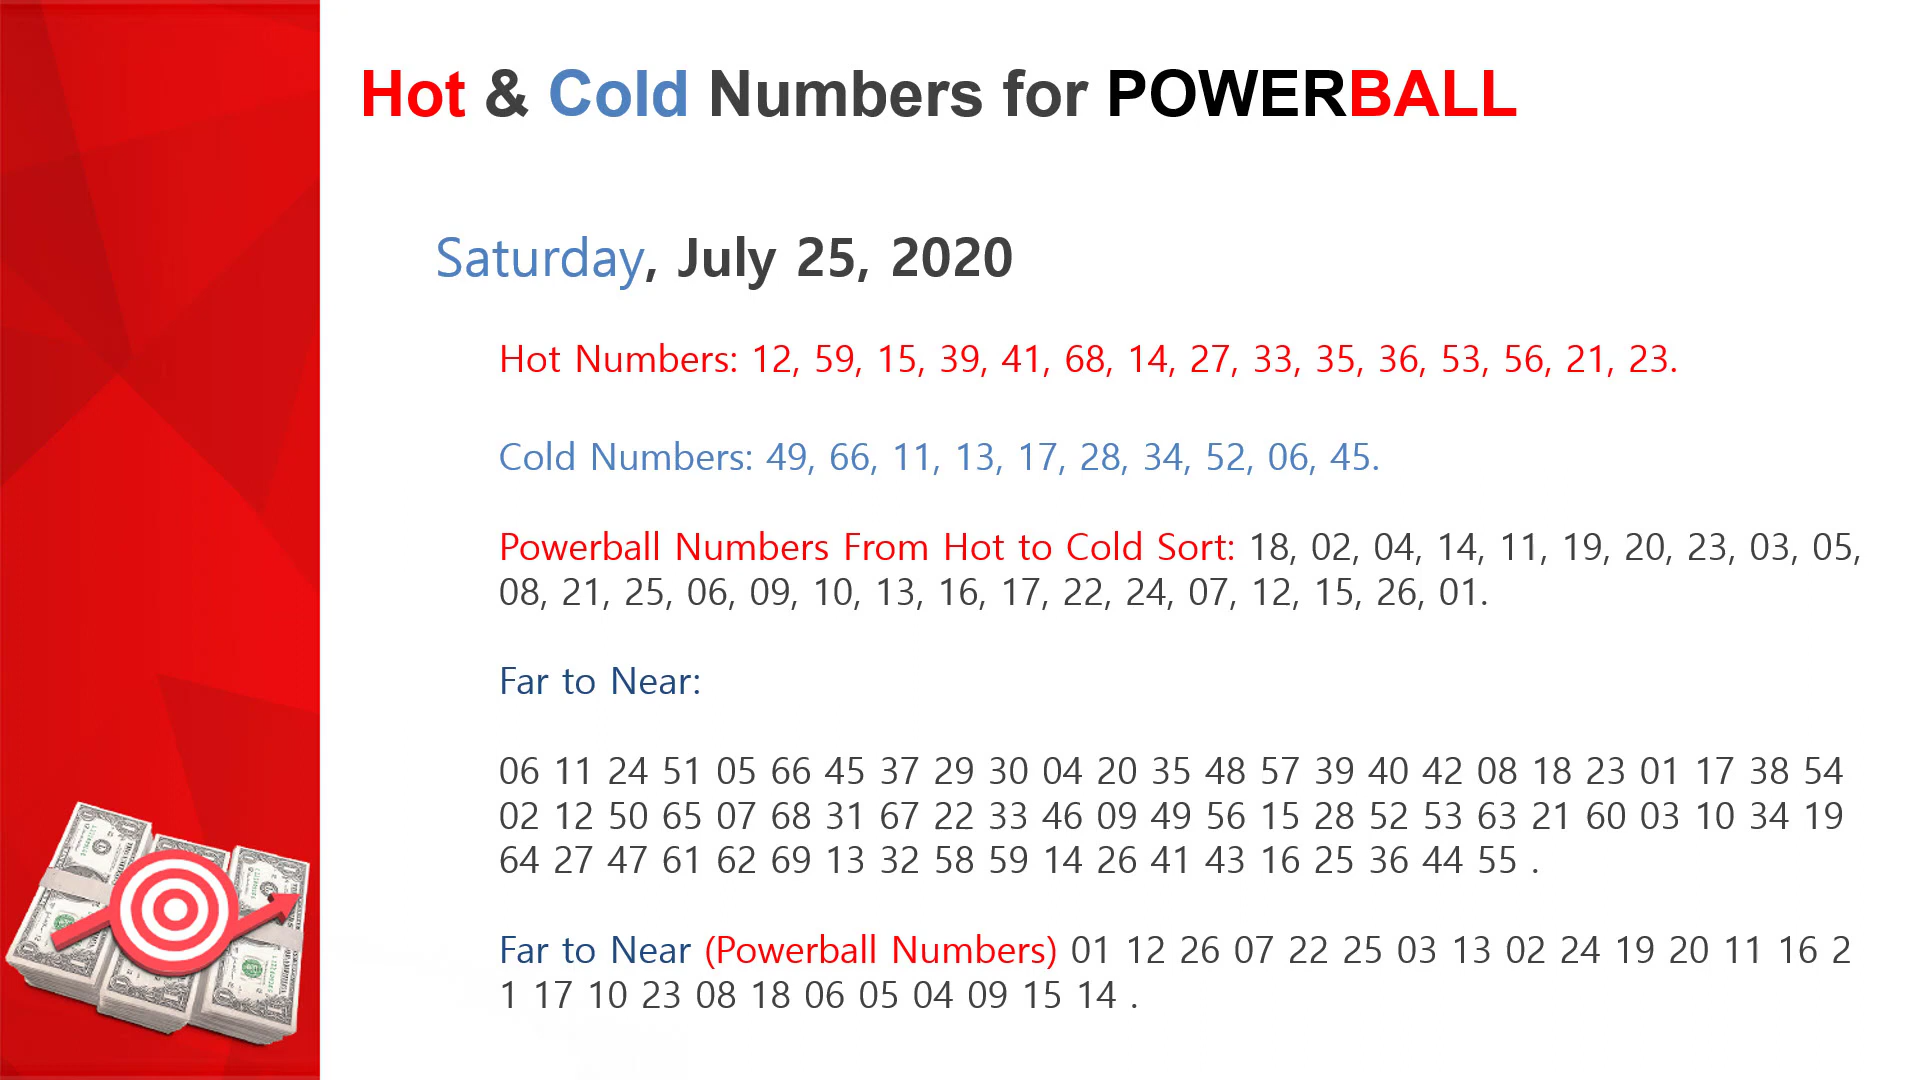 Hot & Cold Numbers for POWERBALL
Saturday, July 25, 2020
Hot Numbers: 12, 59, 15, 39, 41, 68, 14, 27, 33, 35, 36, 53, 56, 21, 23.
Cold Numbers: 49, 66, 11, 13, 17, 28, 34, 52, 06, 45.
Powerball Numbers From Hot to Cold Sort: 18, 02, 04, 14, 11, 19, 20, 23, 03, 05,
08, 21, 25, 06, 09, 10, 13, 16, 17, 22, 24, 07, 12, 15, 26, 01.
Far to Near:
06 11 24 51 05 66 45 37 29 30 04 20 35 48 57 39 40 42 08 18 23 01 17 38 54
02 12 50 65 07 68 31 67 22 33 46 09 49 56 15 28 52 53 63 21 60 03 10 34 19
64 27 47 61 62 69 13 32 58 59 14 26 41 43 16 25 36 44 55 .
Far to Near (Powerball Numbers) 01 12 26 07 22 25 03 13 02 24 19 20 11 16 2
1 17 10 23 08 18 06 05 04 09 15 14 .